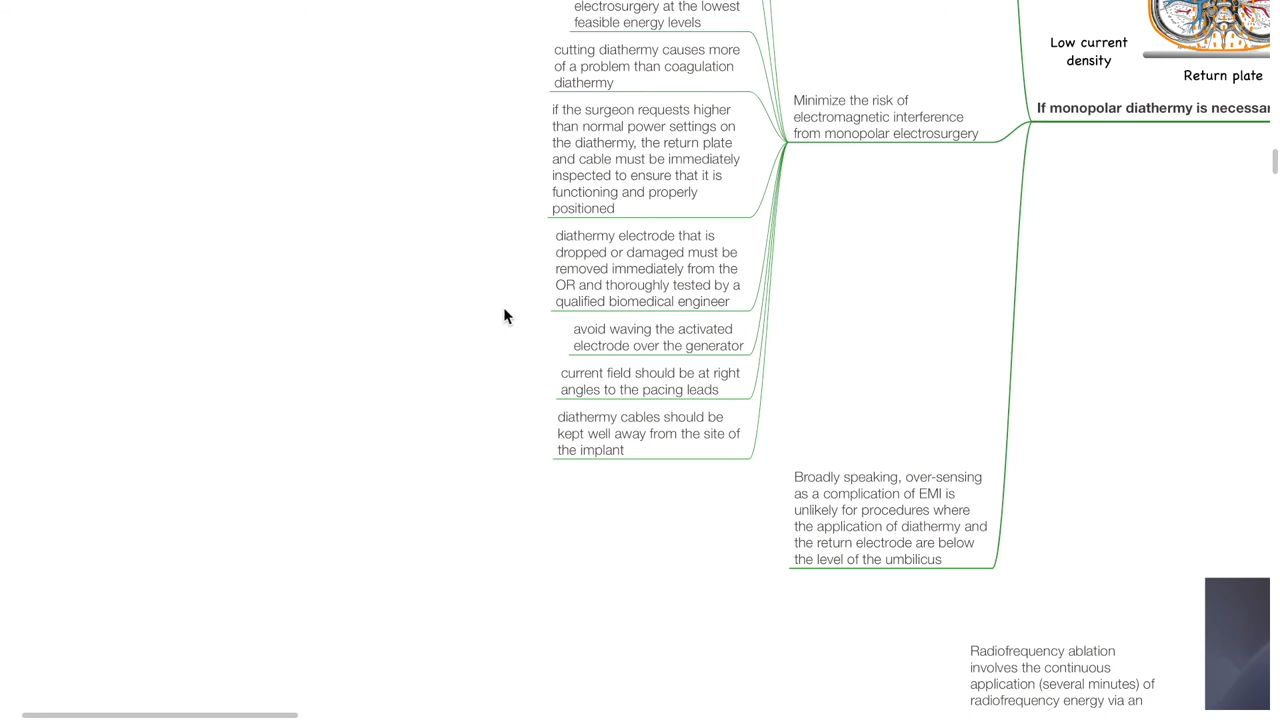 electrosurgery at the lowest
feasible energy levels
cutting diathermy causes more
of a problem than coagulation
diathermy
if the surgeon requests higher
than normal power settings on
the diathermy, the return plate
and cable must be immediately
inspected to ensure that it is
functioning and properly
positioned
diathermy electrode that is
dropped or damaged must be
removed immediately from the
OR and thoroughly tested by a
qualified biomedical engineer
avoid waving the activated
electrode over the generator
current field should be at right
angles to the pacing leads
diathermy cables should be
kept well away from the site of
the implant
Minimize the risk of
electromagnetic interference
from monopolar electrosurgery
Broadly speaking, over-sensing
as a complication of EMI is
unlikely for procedures where
the application of diathermy and
the return electrode are below
the level of the umbilicus
Low current
density
Return plate
If monopolar diathermy is necessar
Radiofrequency ablation
involves the continuous
application (several minutes) of
radiofrequency energy via an